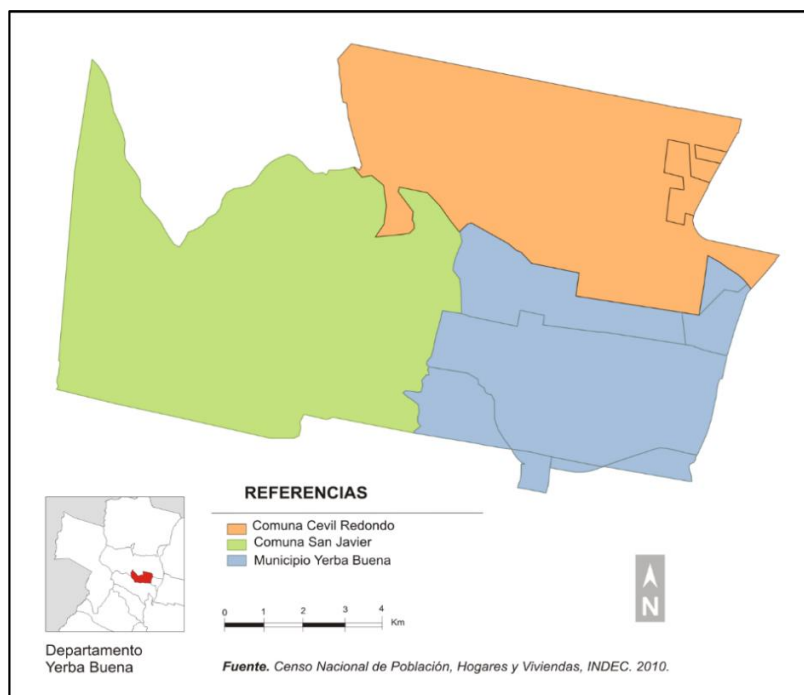 REFERENCIAS
Comuna Cevil Redondo
Comuna San Javier
Municipio Yerba Buena
N
0 1 2 3 4
Km
Departamento
Yerba Buena
Fuente. Censo Nacional de Población, Hogares y Viviendas, INDEC. 2010.